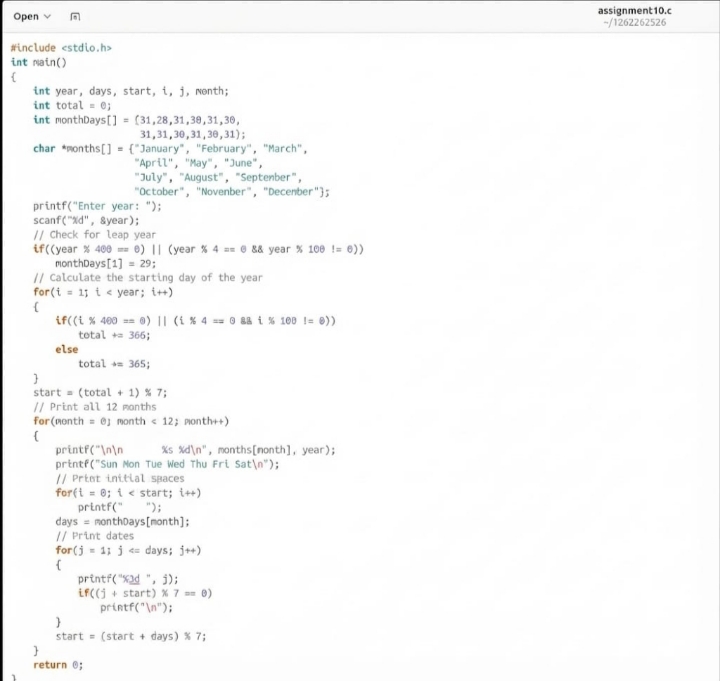 Open
assignment10.c
~/1262262526
#include <stdio.h>
int main()
{
    int year, days, start, i, j, month;
    int total = 0;
    int monthDays[] = {31,28,31,30,31,30,
                       31,31,30,31,30,31};
    char *months[] = {"January", "February", "March",
                      "April", "May", "June",
                      "July", "August", "September",
                      "October", "November", "December"};
    printf("Enter year: ");
    scanf("%d", &year);
    // Check for leap year
    if((year % 400 == 0) || (year % 4 == 0 && year % 100 != 0))
        monthDays[1] = 29;
    // Calculate the starting day of the year
    for(i = 1; i < year; i++)
    {
        if((i % 400 == 0) || (i % 4 == 0 && i % 100 != 0))
            total += 366;
        else
            total += 365;
    }
    start = (total + 1) % 7;
    // Print all 12 months
    for(month = 0; month < 12; month++)
    {
        printf("\n\n      %s %d\n", months[month], year);
        printf("Sun Mon Tue Wed Thu Fri Sat\n");
        // Print initial spaces
        for(i = 0; i < start; i++)
            printf("    ");
        days = monthDays[month];
        // Print dates
        for(j = 1; j <= days; j++)
        {
            printf("%3d ", j);
            if((j + start) % 7 == 0)
                printf("\n");
        }
        start = (start + days) % 7;
    }
    return 0;
}